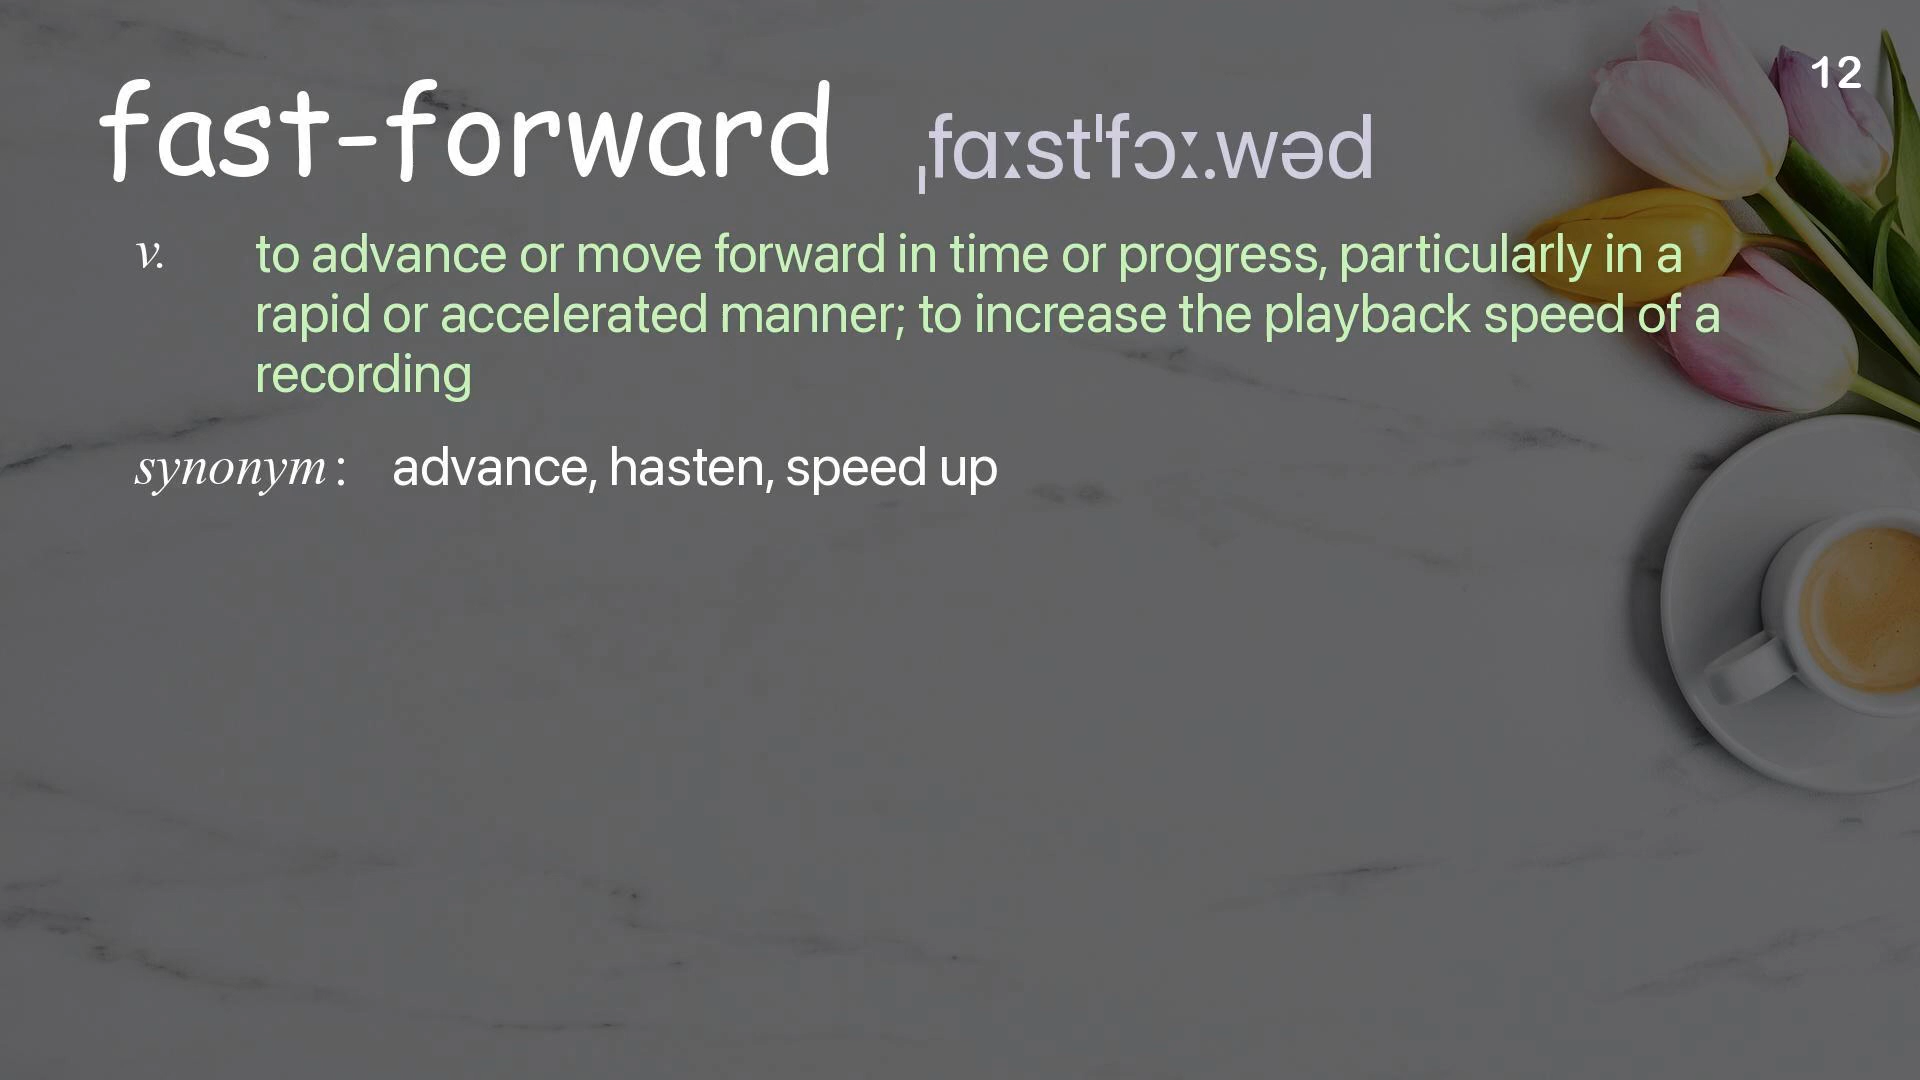 12
fast-forward ˌfɑːstˈfɔː.wəd
v. to advance or move forward in time or progress, particularly in a
rapid or accelerated manner; to increase the playback speed of a
recording
synonym: advance, hasten, speed up